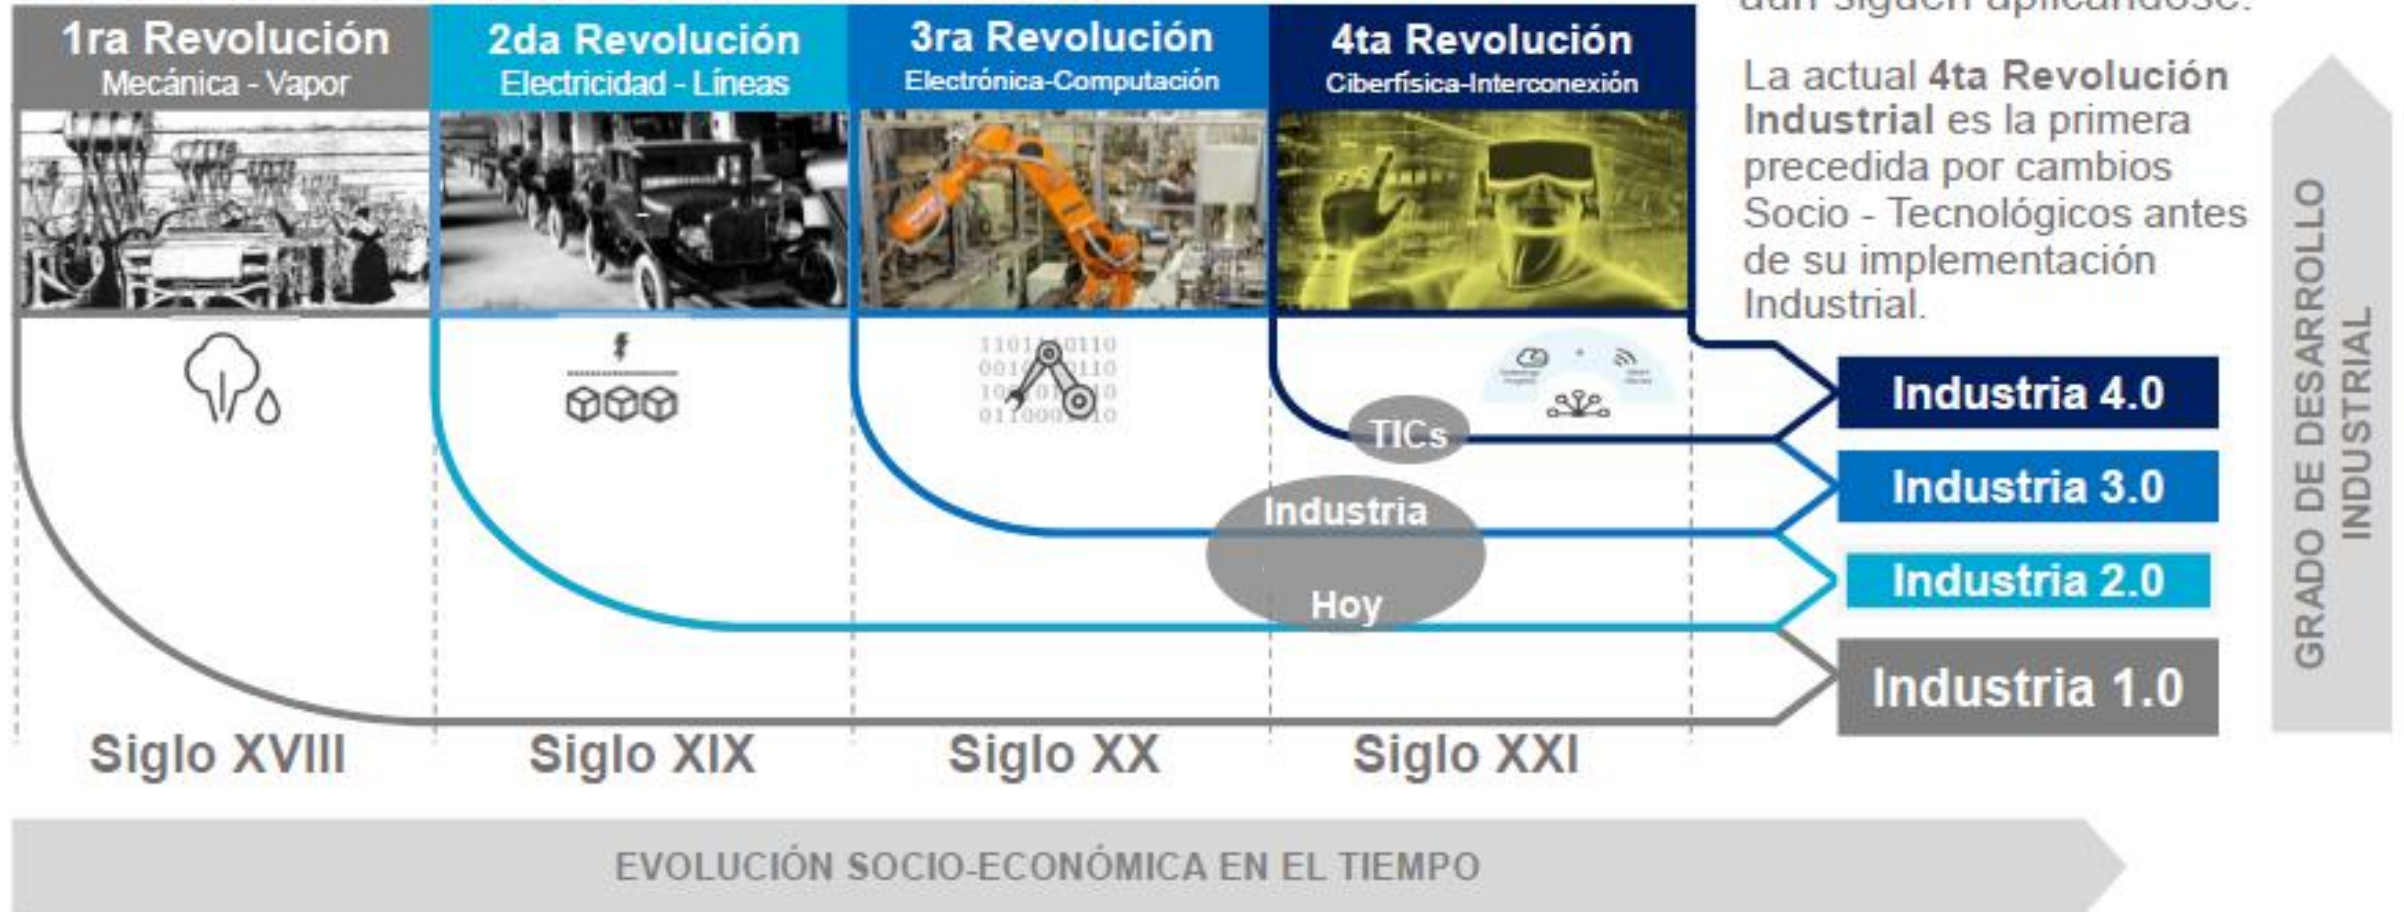 aún siguen aplicándose.
1ra Revolución
Mecánica - Vapor
2da Revolución
Electricidad - Líneas
3ra Revolución
Electrónica-Computación
4ta Revolución
Ciberfísica-Interconexión
La actual 4ta Revolución
Industrial es la primera
precedida por cambios
Socio - Tecnológicos antes
de su implementación
Industrial.
TICs
Industria
Hoy
Industria 4.0
Industria 3.0
Industria 2.0
Industria 1.0
GRADO DE DESARROLLO
INDUSTRIAL
Siglo XVIII
Siglo XIX
Siglo XX
Siglo XXI
EVOLUCIÓN SOCIO-ECONÓMICA EN EL TIEMPO